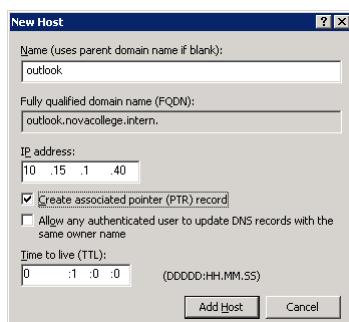 New Host
Name (uses parent domain name if blank):
outlook
Fully qualified domain name (FQDN):
outlook.novacollege.intern.
IP address:
10 .15 .1 .40
Create associated pointer (PTR) record
Allow any authenticated user to update DNS records with the
same owner name
Time to live (TTL):
0 :1 :0 :0 (DDDDD:HH.MM.SS)
Add Host Cancel